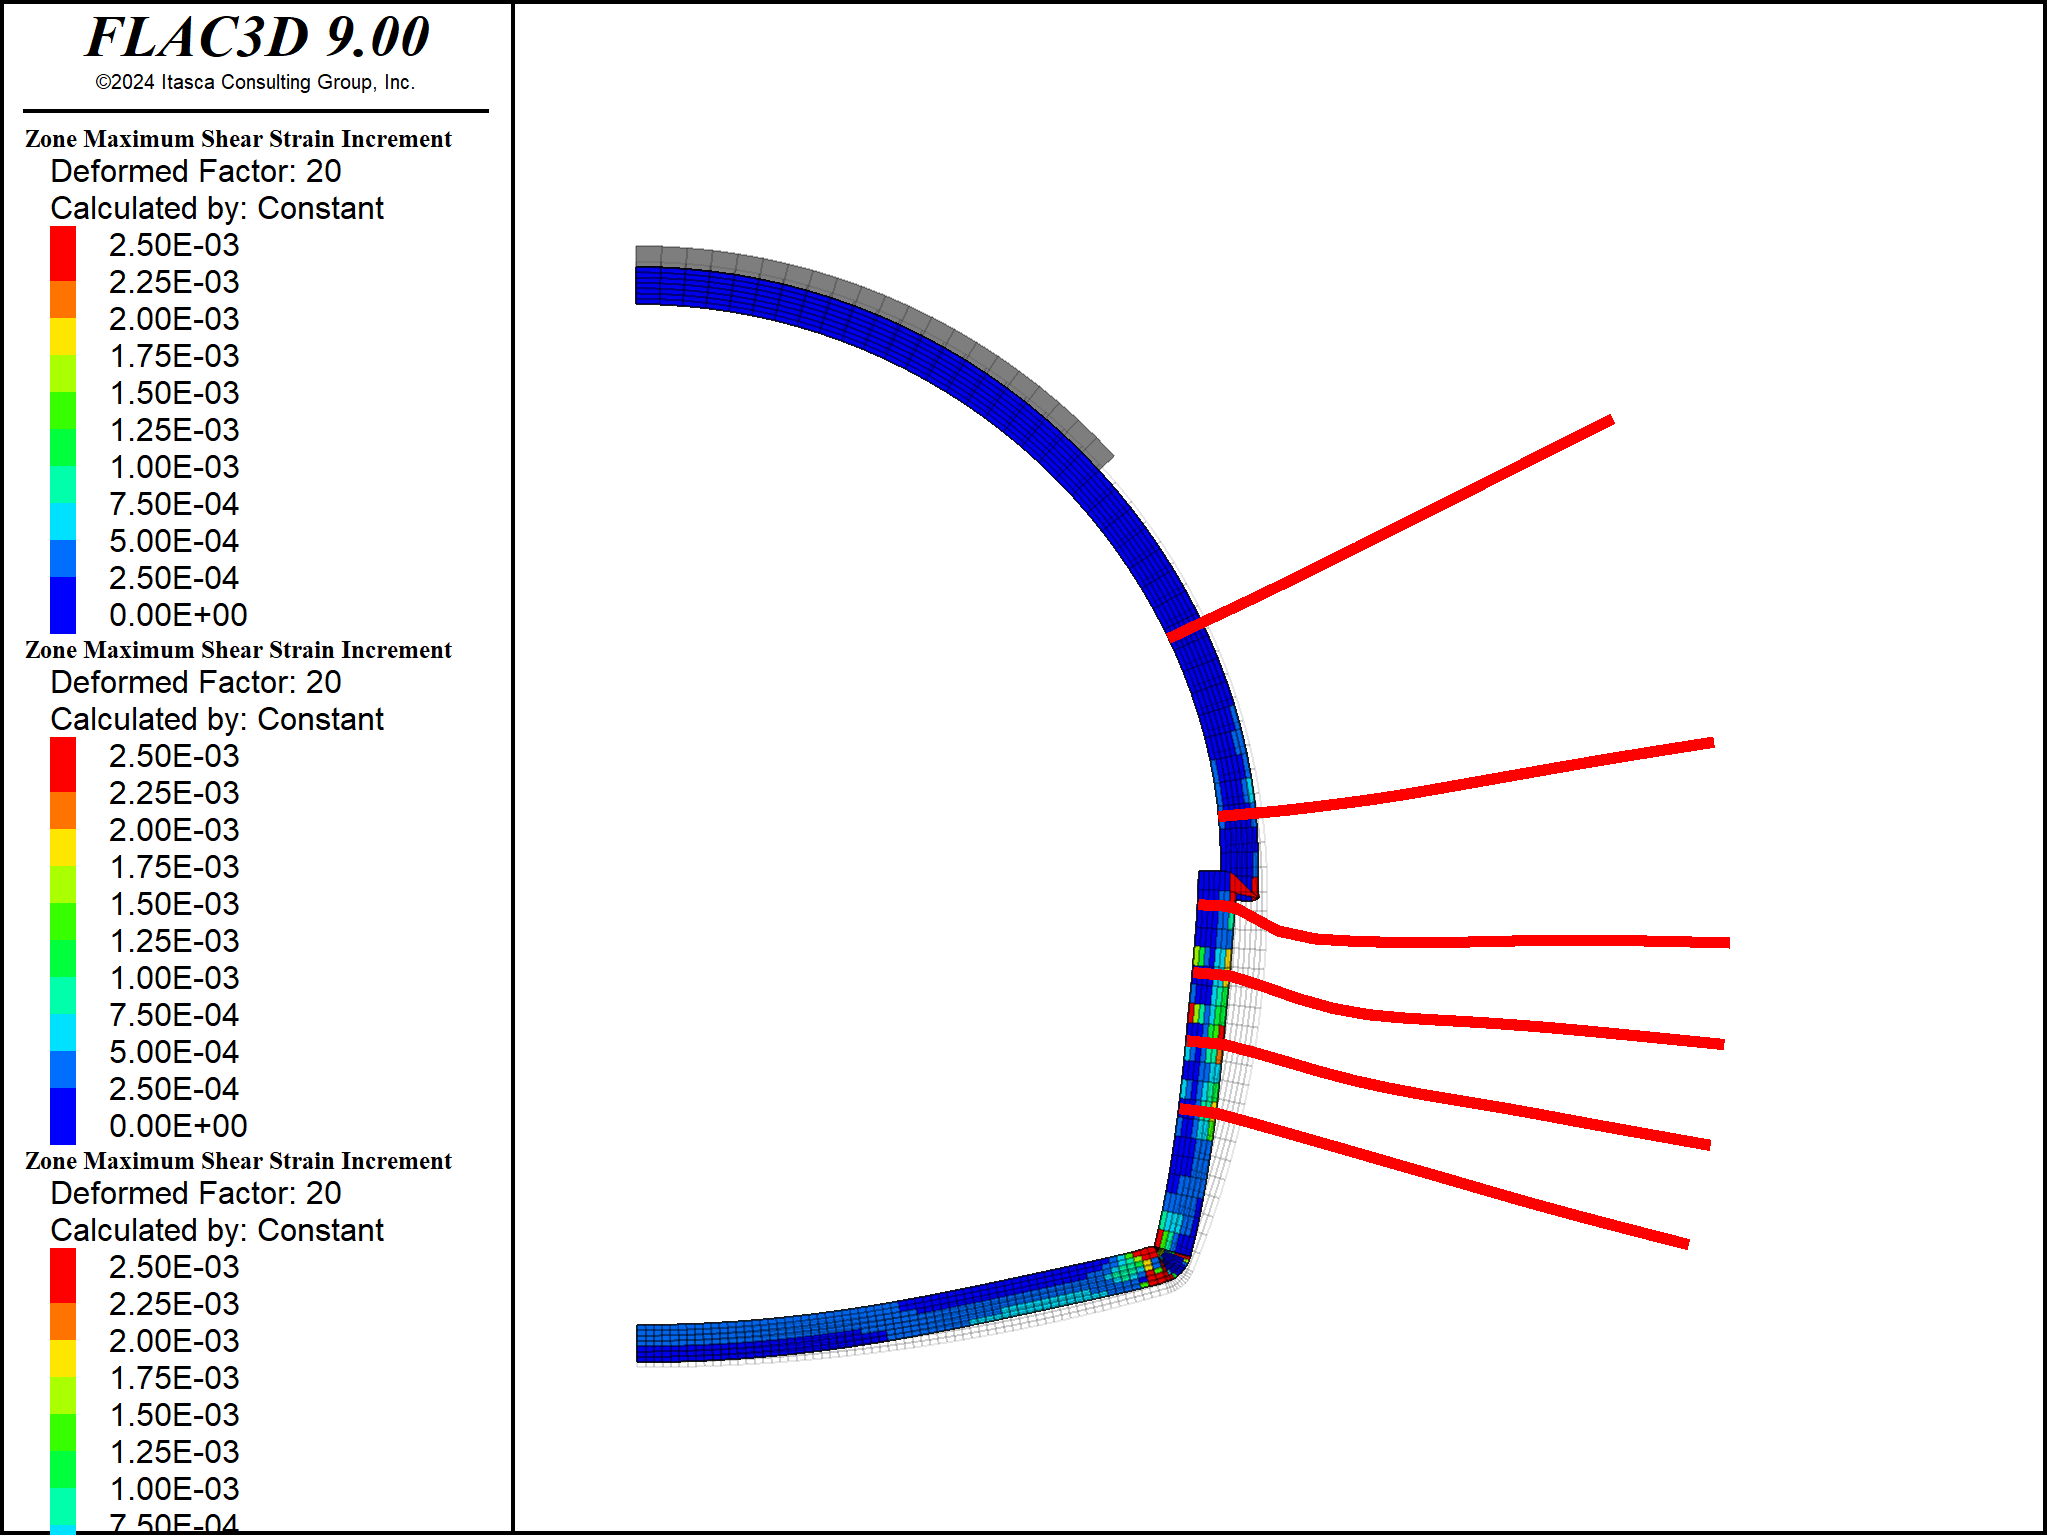 FLAC3D 9.00
©2024 Itasca Consulting Group, Inc.
Zone Maximum Shear Strain Increment
Deformed Factor: 20
Calculated by: Constant
2.50E-03
2.25E-03
2.00E-03
1.75E-03
1.50E-03
1.25E-03
1.00E-03
7.50E-04
5.00E-04
2.50E-04
0.00E+00
Zone Maximum Shear Strain Increment
Deformed Factor: 20
Calculated by: Constant
2.50E-03
2.25E-03
2.00E-03
1.75E-03
1.50E-03
1.25E-03
1.00E-03
7.50E-04
5.00E-04
2.50E-04
0.00E+00
Zone Maximum Shear Strain Increment
Deformed Factor: 20
Calculated by: Constant
2.50E-03
2.25E-03
2.00E-03
1.75E-03
1.50E-03
1.25E-03
1.00E-03
7.50E-04